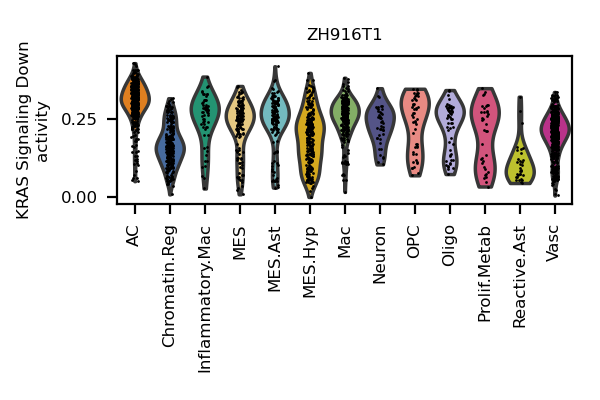 ZH916T1
KRAS Signaling Down
activity
0.25
0.00
AC
Chromatin.Reg
Inflammatory.Mac
MES
MES.Ast
MES.Hyp
Mac
Neuron
OPC
Oligo
Prolif.Metab
Reactive.Ast
Vasc